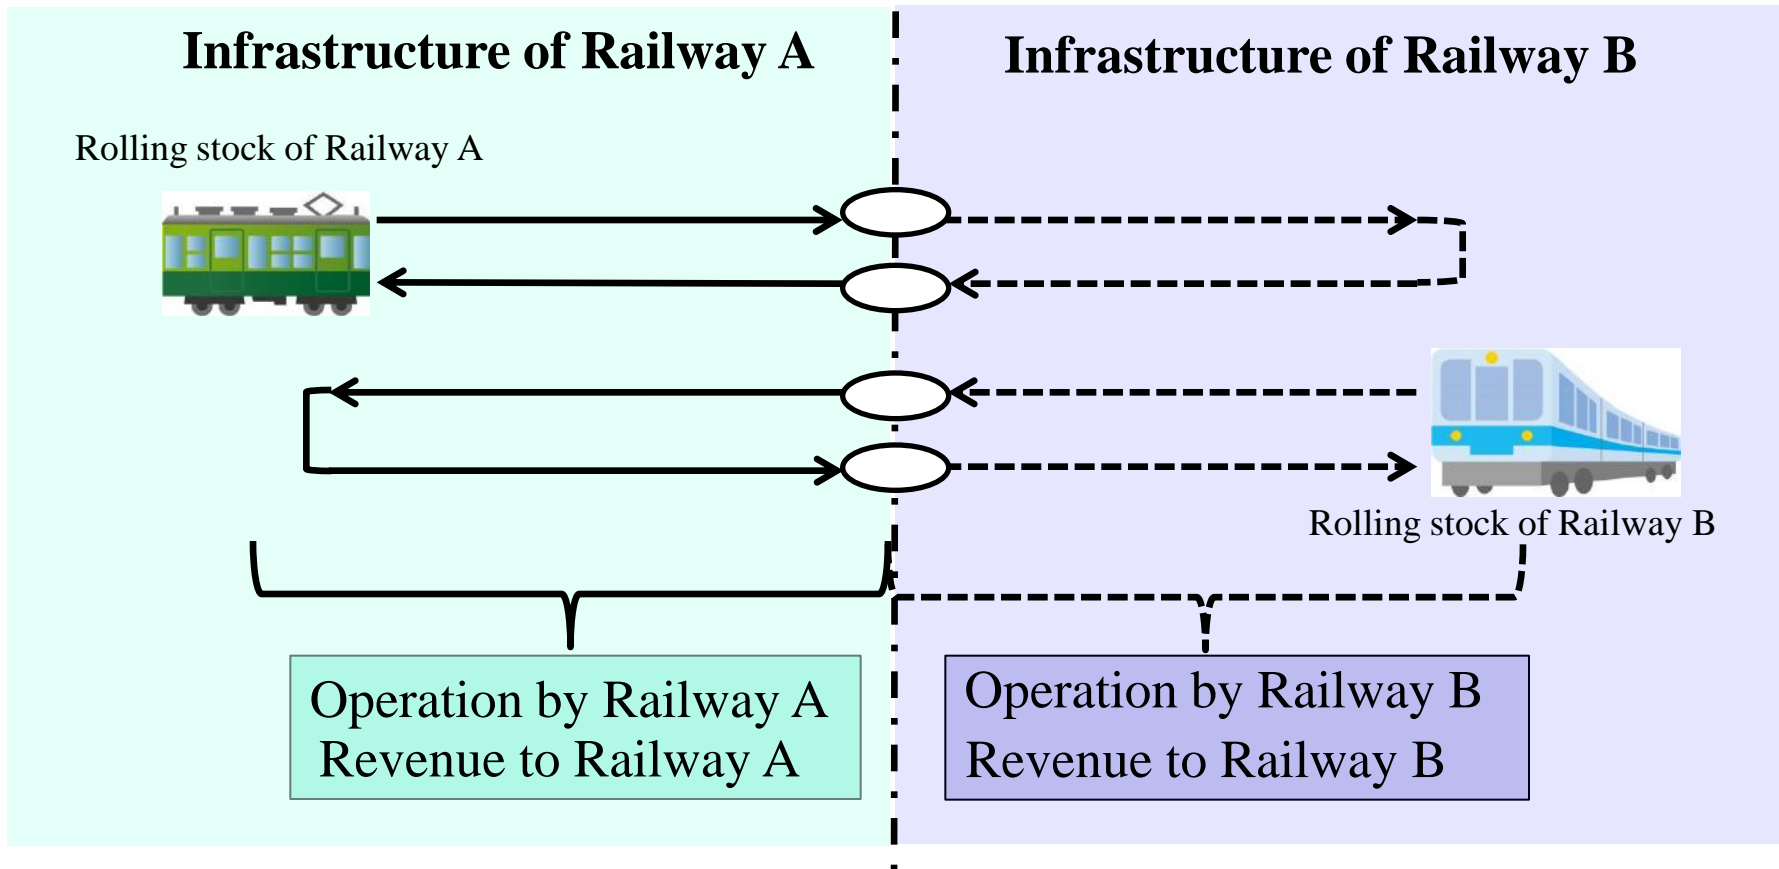 Infrastructure of Railway A
Infrastructure of Railway B
Rolling stock of Railway A
Rolling stock of Railway B
Operation by Railway A
Revenue to Railway A
Operation by Railway B
Revenue to Railway B